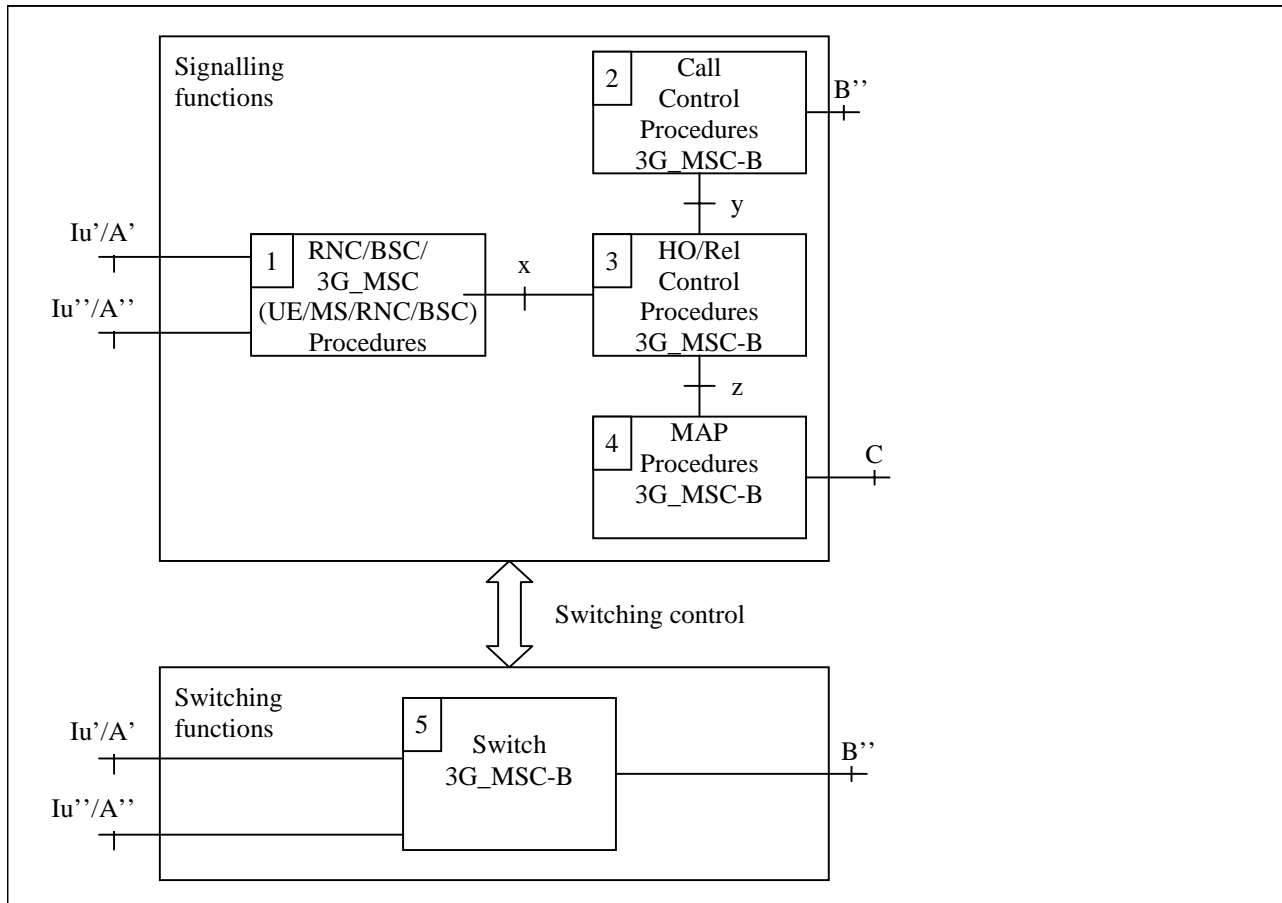 Signalling
functions
2
Call
Control
Procedures
3G_MSC-B
B’’
y
Iu’/A’
Iu’’/A’’
1
RNC/BSC/
3G_MSC
(UE/MS/RNC/BSC)
Procedures
x
3
HO/Rel
Control
Procedures
3G_MSC-B
z
4
MAP
Procedures
3G_MSC-B
C
Switching control
Switching
functions
Iu’/A’
Iu’’/A’’
5
Switch
3G_MSC-B
B’’